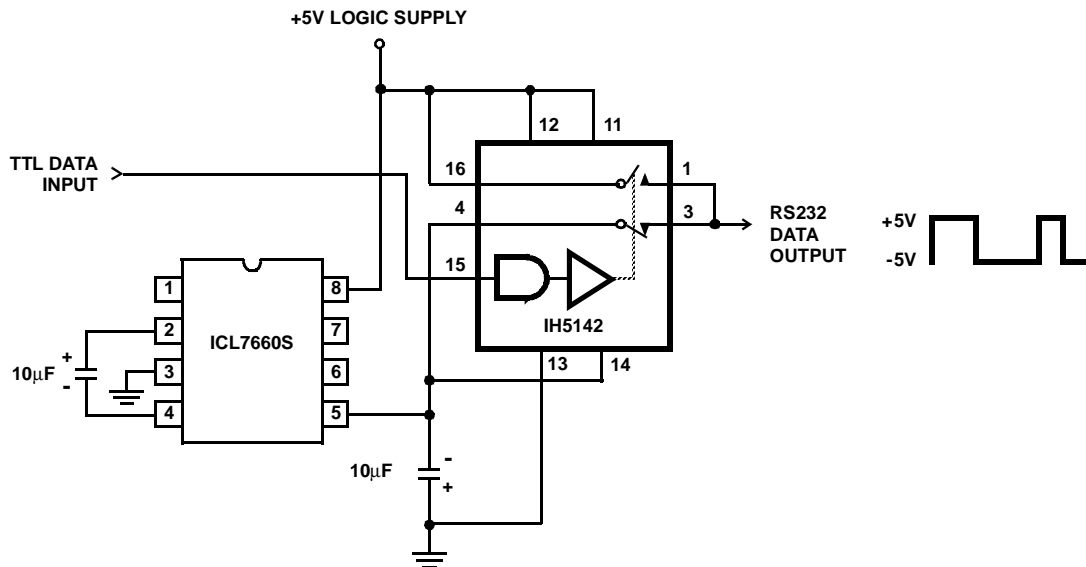 +5V LOGIC SUPPLY
12
11
TTL DATA
INPUT
16
1
4
3
RS232
DATA
OUTPUT
+5V
-5V
15
IH5142
13
14
1
2
3
4
8
7
6
5
ICL7660S
10μF
+
-
10μF
-
+